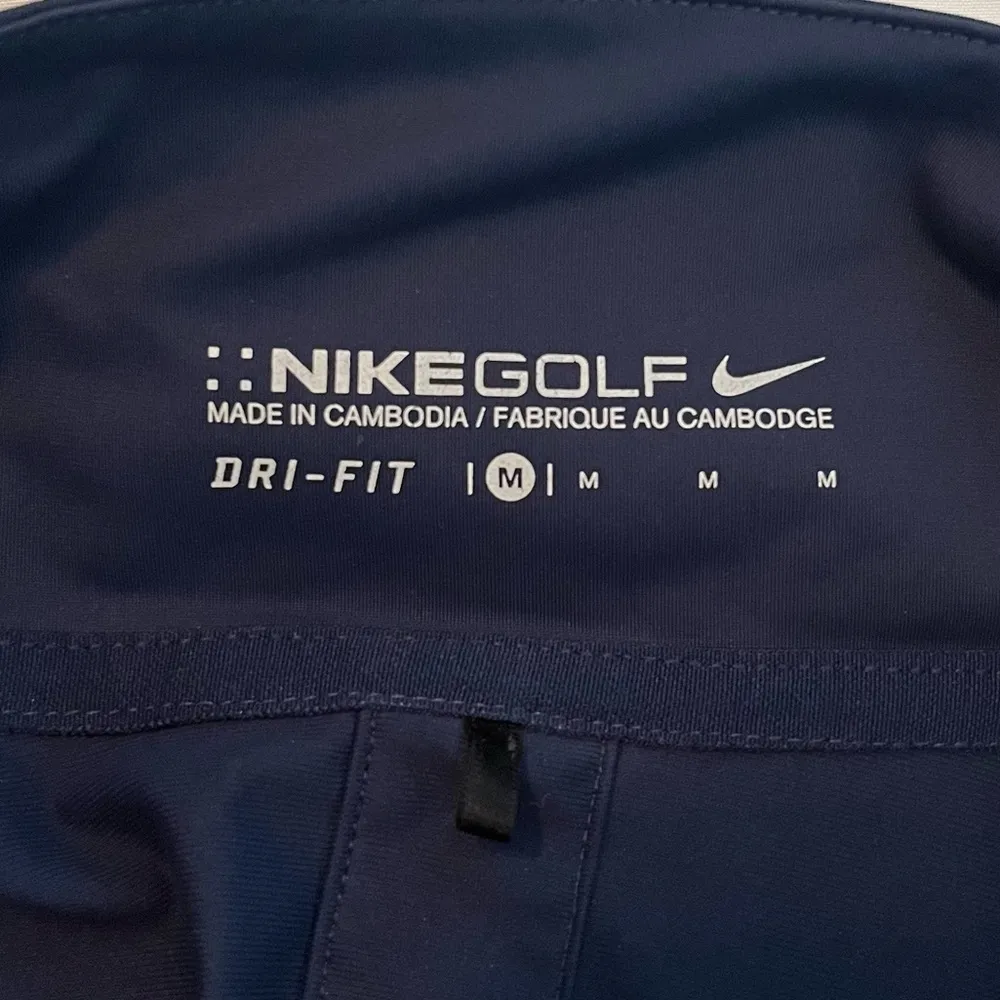 NIKEGOLF
MADE IN CAMBODIA / FABRIQUE AU CAMBODGE
DRI-FIT |M| M M M